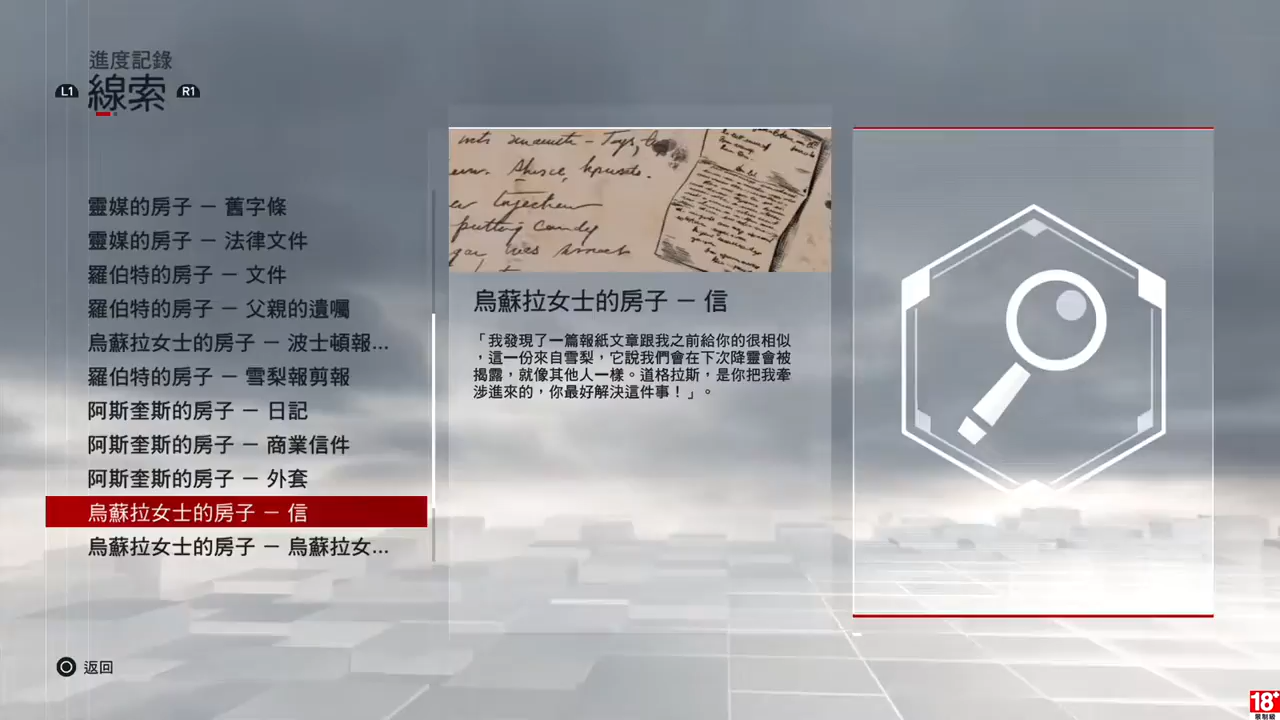 進度記錄
L1 線索 R1
靈媒的房子 － 舊字條
靈媒的房子 － 法律文件
羅伯特的房子 － 文件
羅伯特的房子 － 父親的遺囑
烏蘇拉女士的房子 － 波士頓報...
羅伯特的房子 － 雪梨報剪報
阿斯奎斯的房子 － 日記
阿斯奎斯的房子 － 商業信件
阿斯奎斯的房子 － 外套
烏蘇拉女士的房子 － 信
烏蘇拉女士的房子 － 烏蘇拉女...
烏蘇拉女士的房子 － 信
「我發現了一篇報紙文章跟我之前給你的很相似
，這一份來自雪梨，它說我們會在下次降靈會被
揭露，就像其他人一樣。道格拉斯，是你把我牽
涉進來的，你最好解決這件事！」。
返回
18+
限制級